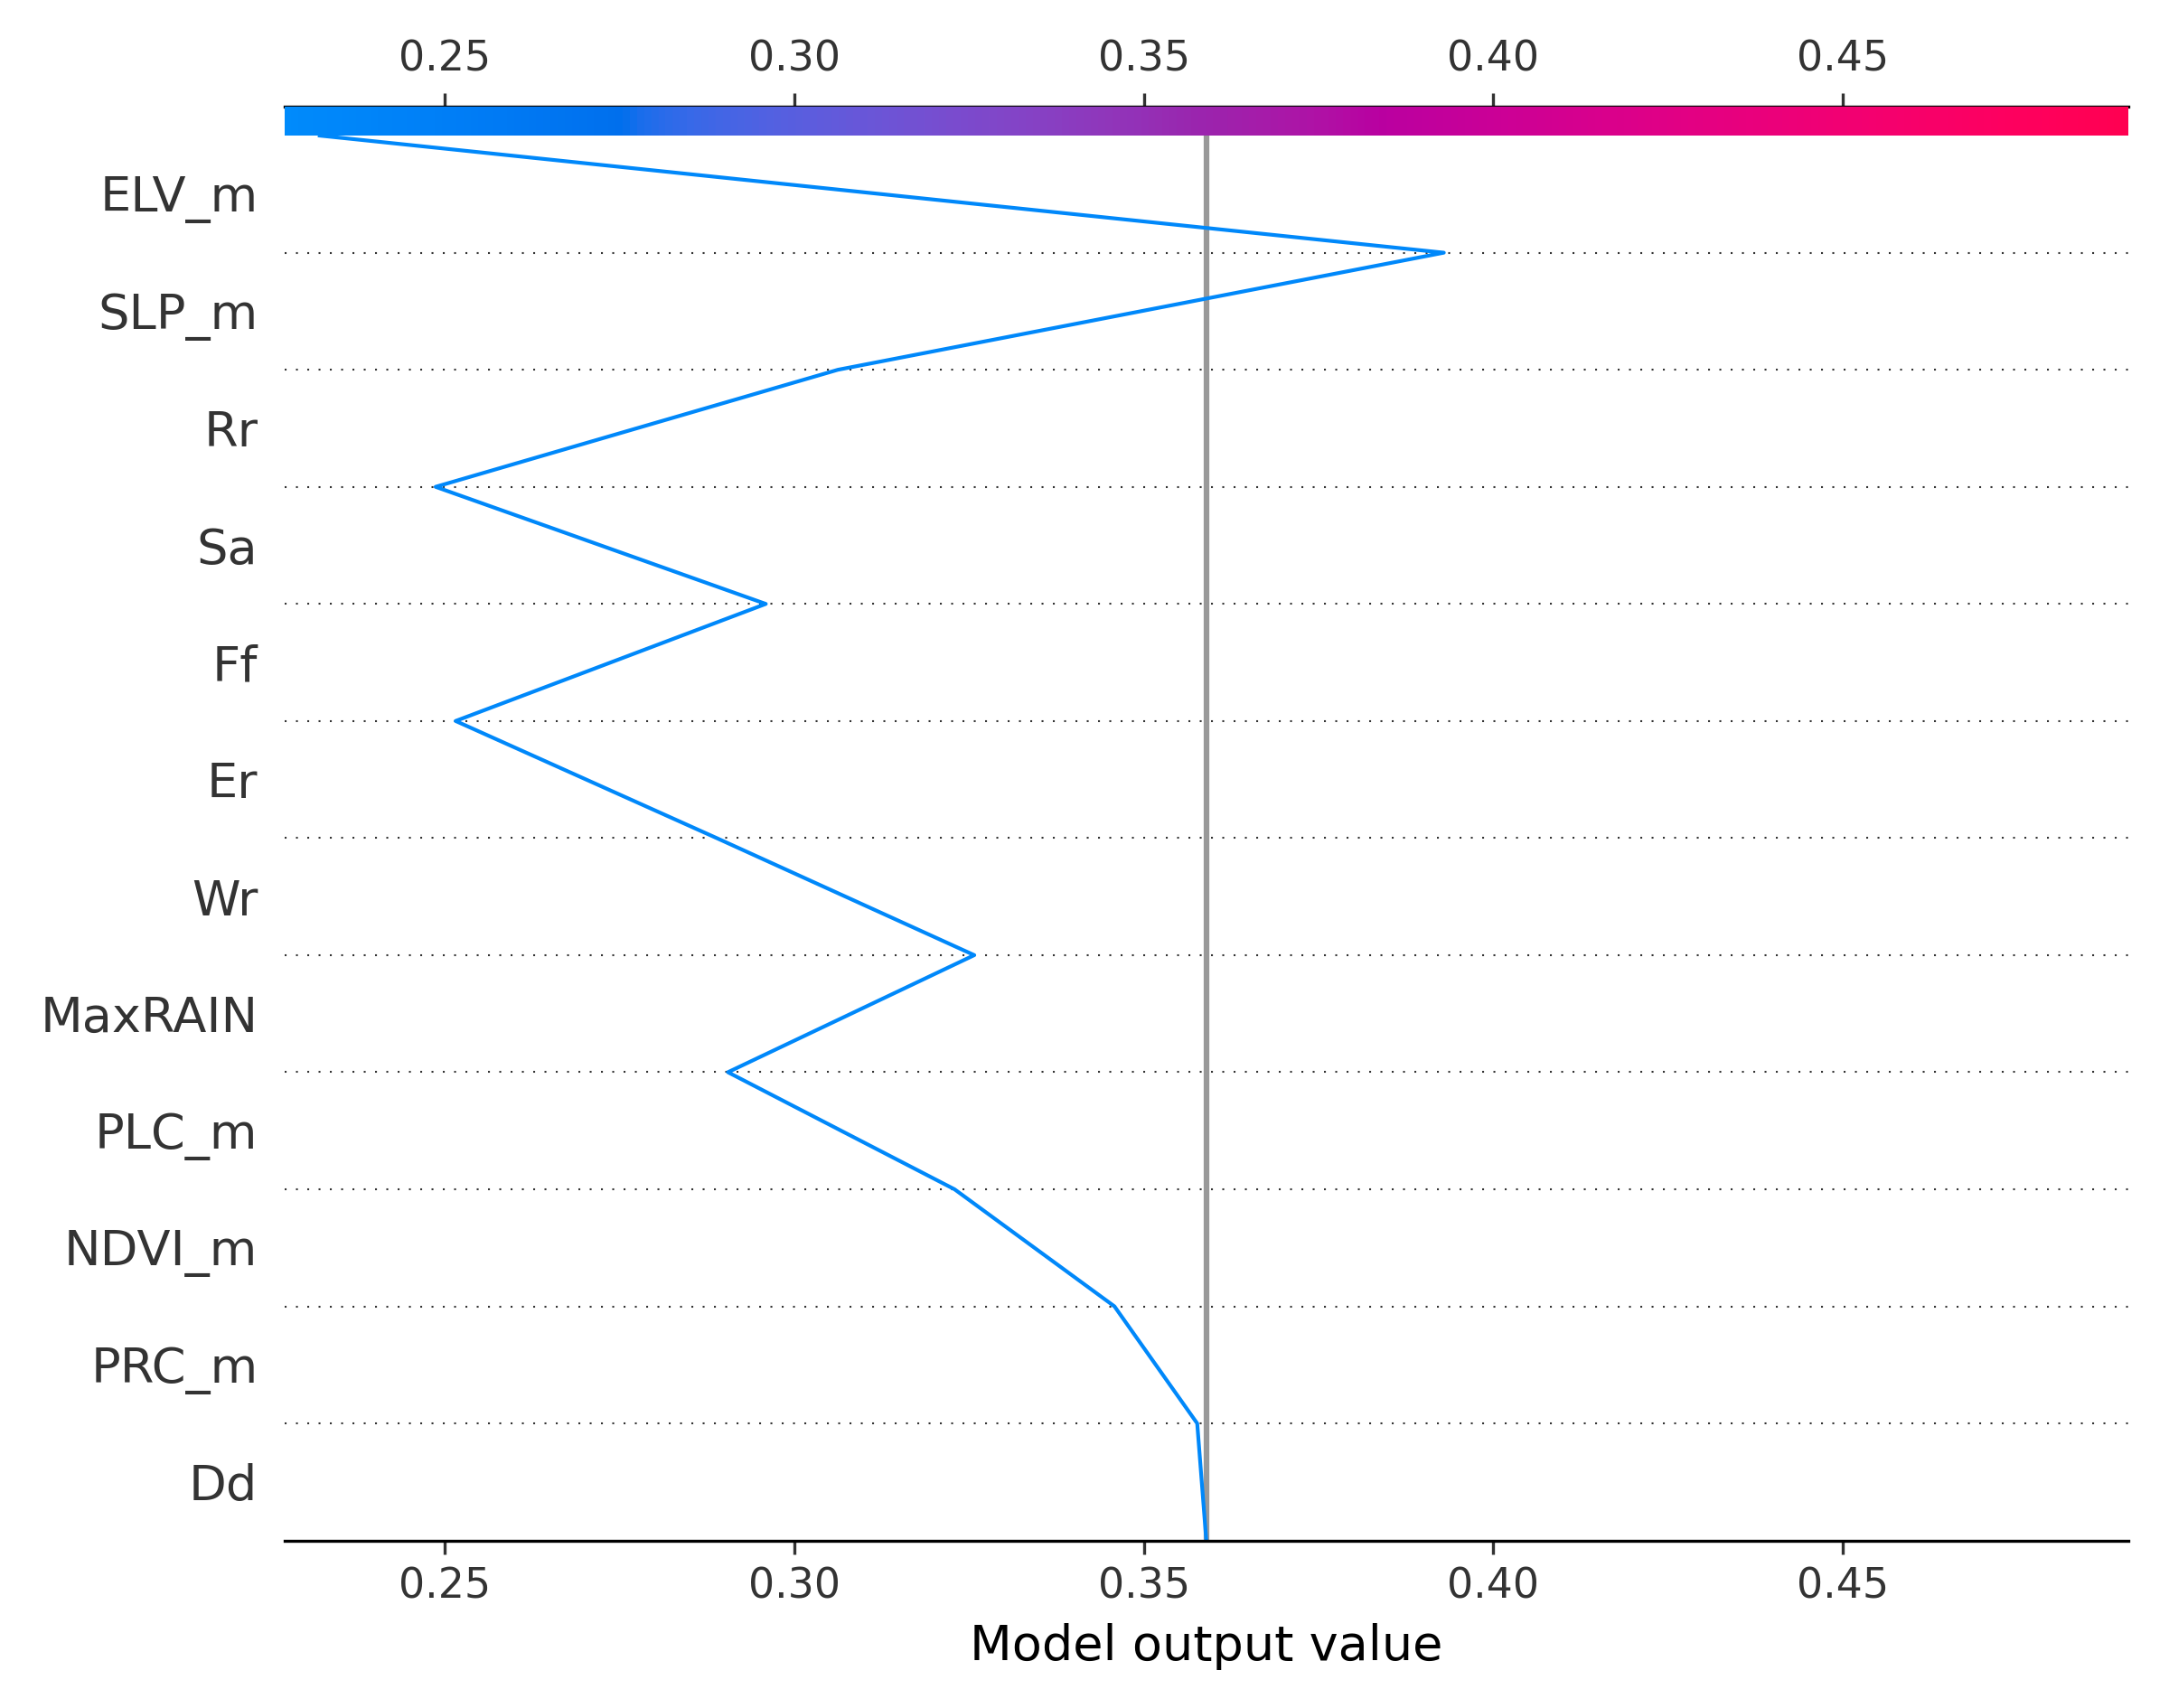 0.25 0.30 0.35 0.40 0.45
ELV_m
SLP_m
Rr
Sa
Ff
Er
Wr
MaxRAIN
PLC_m
NDVI_m
PRC_m
Dd
0.25 0.30 0.35 0.40 0.45
Model output value